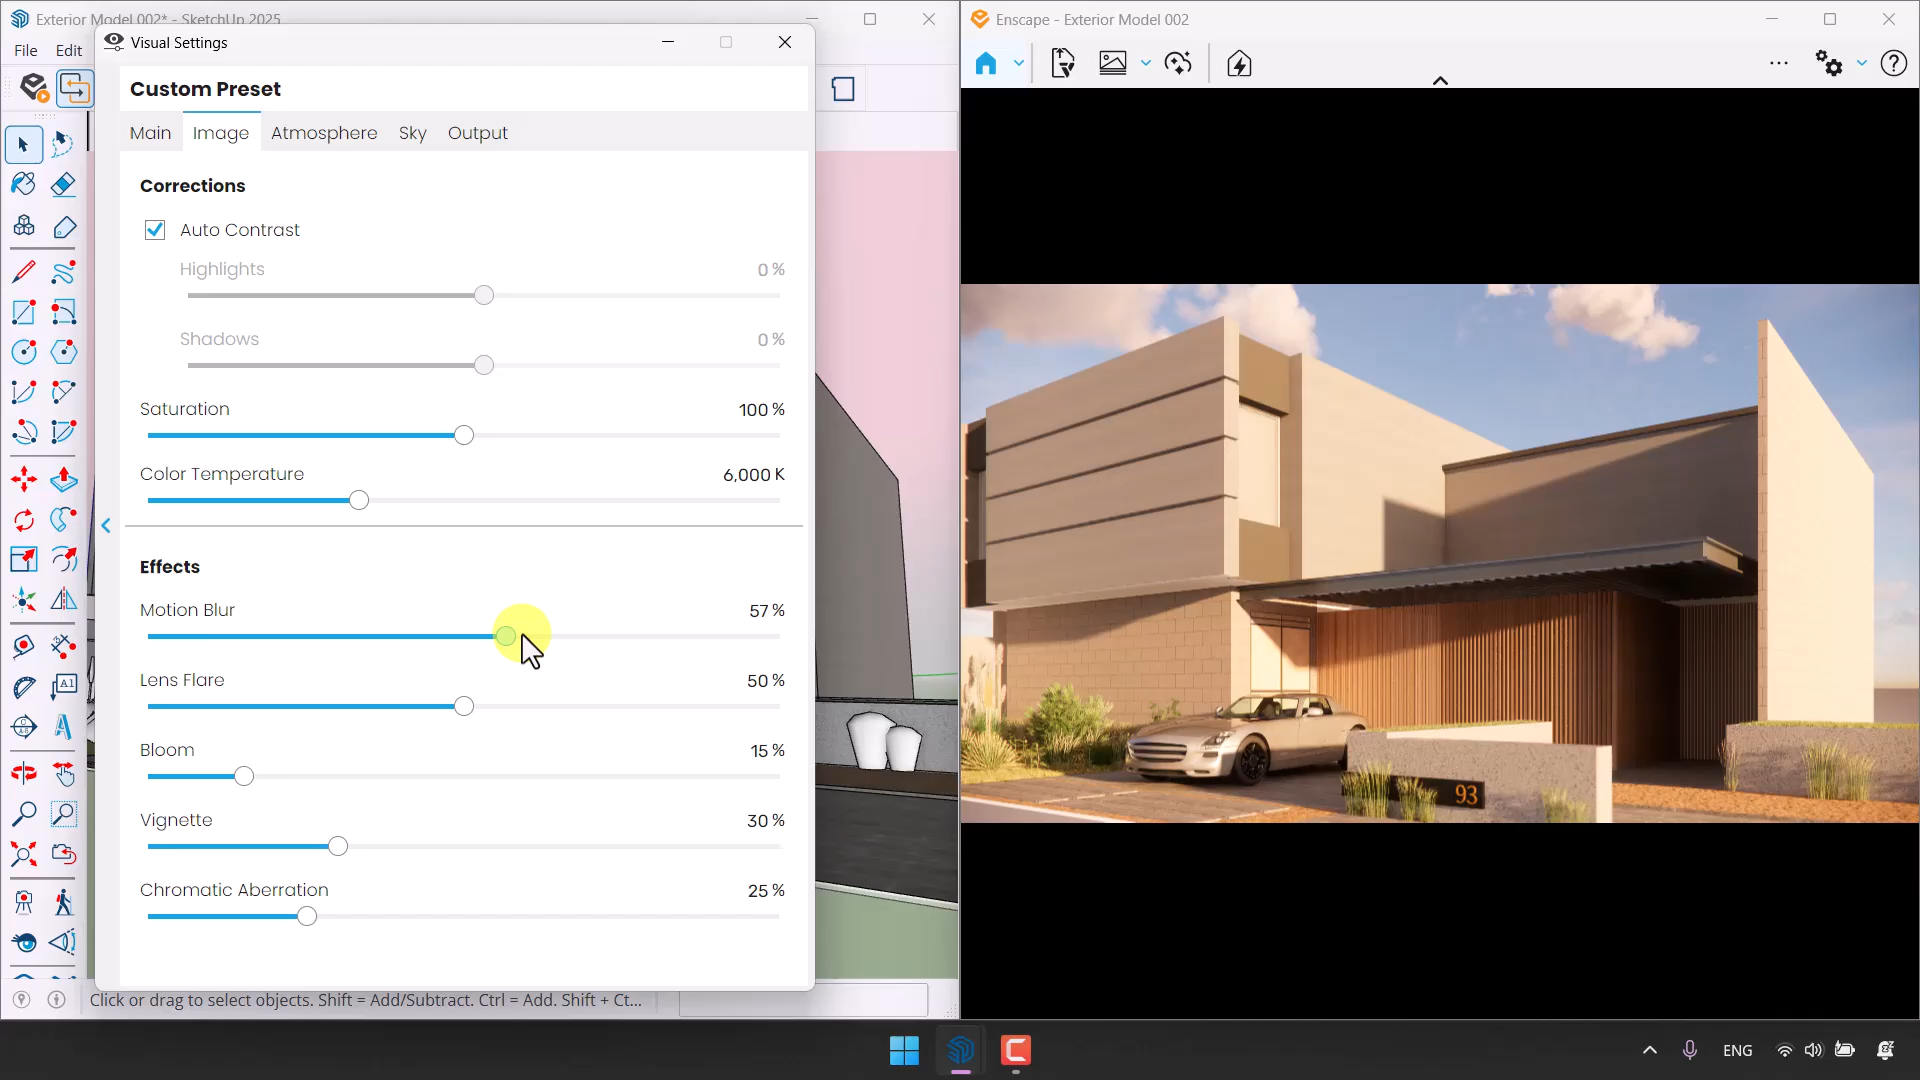 Exterior Model 002* - SketchUp 2025
File
Edit
Visual Settings
Custom Preset
Main
Image
Atmosphere
Sky
Output
Corrections
Auto Contrast
Highlights
0 %
Shadows
0 %
Saturation
100 %
Color Temperature
6,000 K
Effects
Motion Blur
57 %
Lens Flare
50 %
Bloom
15 %
Vignette
30 %
Chromatic Aberration
25 %
A1
Click or drag to select objects. Shift = Add/Subtract. Ctrl = Add. Shift + Ct...
Enscape - Exterior Model 002
93
ENG